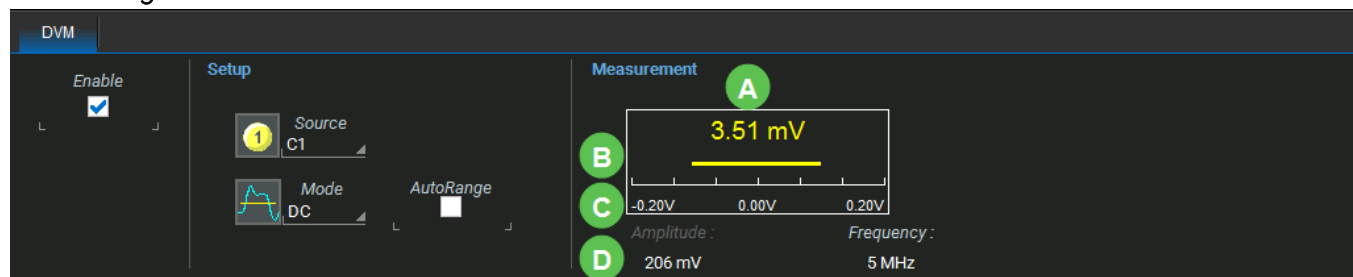 DVM
Enable
Setup
1
Source
C1
Mode
DC
AutoRange
Measurement
A
3.51 mV
B
C
-0.20V 0.00V 0.20V
Amplitude : Frequency :
D
206 mV 5 MHz